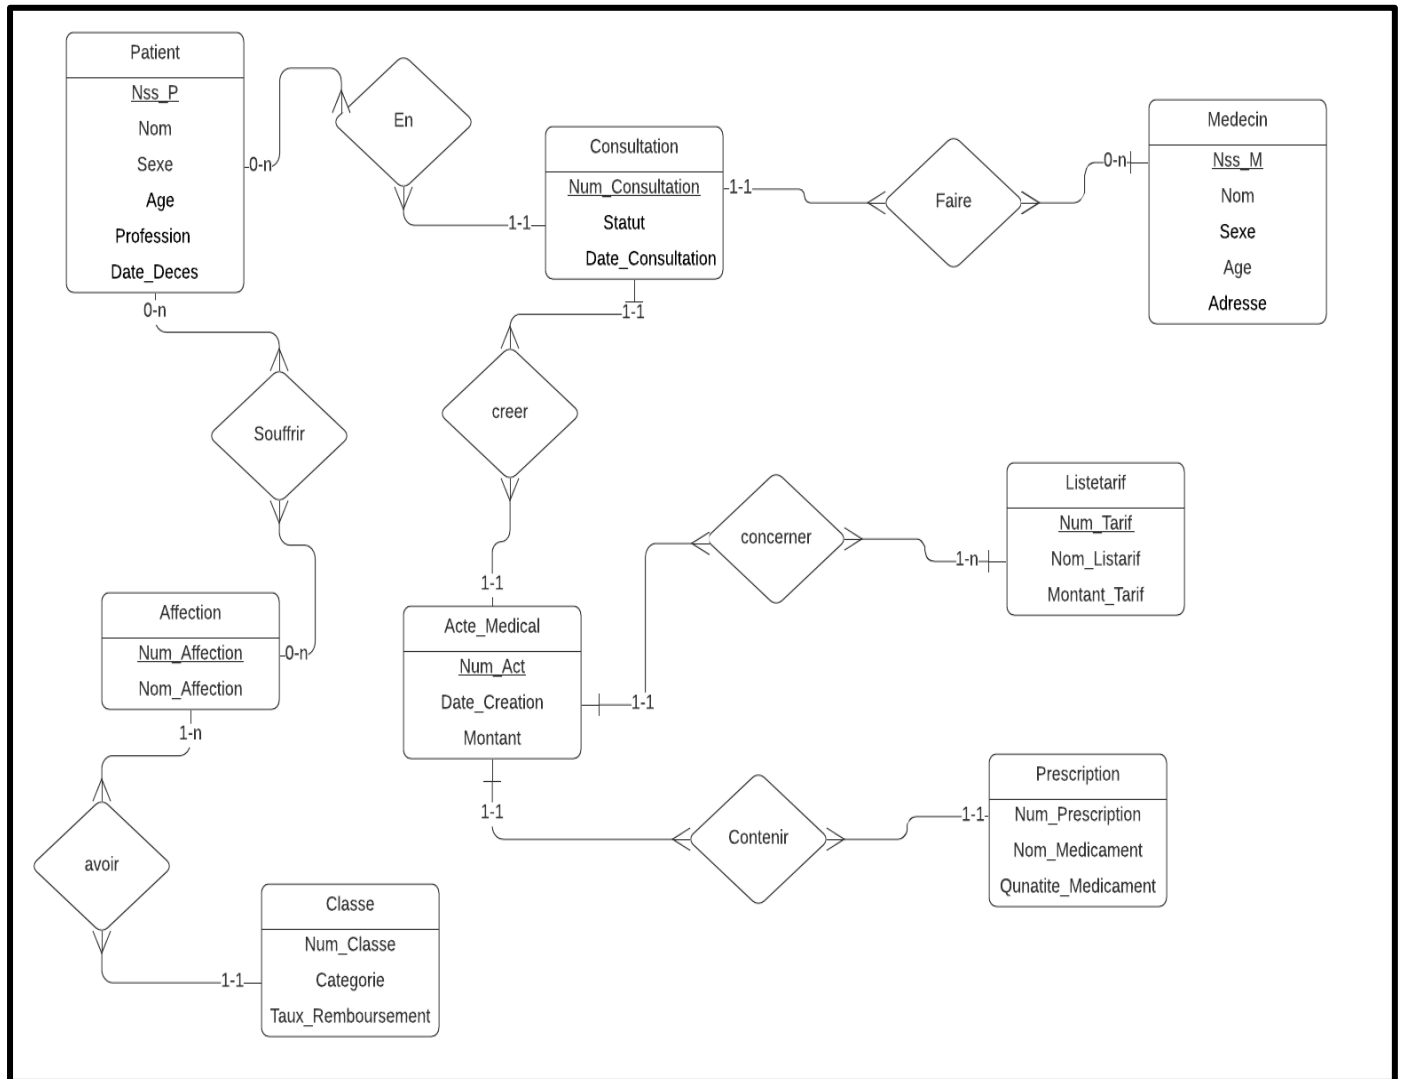 Patient
Nss_P
Nom
Sexe
Age
Profession
Date_Deces
0-n
En
1-1
Consultation
Num_Consultation
Statut
Date_Consultation
1-1
Faire
0-n
Medecin
Nss_M
Nom
Sexe
Age
Adresse
0-n
Souffrir
0-n
1-1
creer
1-1
Affection
Num_Affection
Nom_Affection
1-n
avoir
1-1
Classe
Num_Classe
Categorie
Taux_Remboursement
Acte_Medical
Num_Act
Date_Creation
Montant
1-1
concerner
1-n
Listetarif
Num_Tarif
Nom_Listarif
Montant_Tarif
1-1
Contenir
1-1
Prescription
Num_Prescription
Nom_Medicament
Qunatite_Medicament